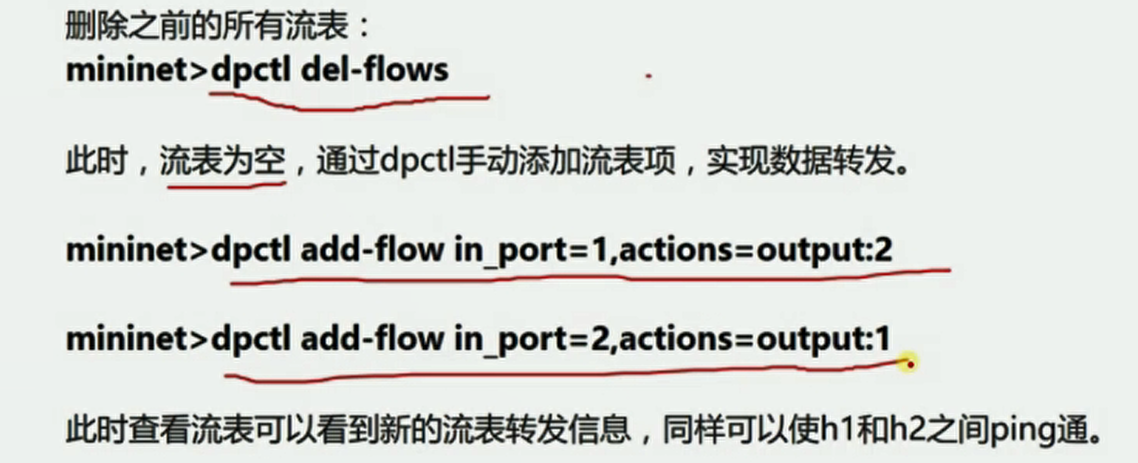 删除之前的所有流表：
mininet>dpctl del-flows
此时，流表为空，通过dpctl手动添加流表项，实现数据转发。
mininet>dpctl add-flow in_port=1,actions=output:2
mininet>dpctl add-flow in_port=2,actions=output:1
此时查看流表可以看到新的流表转发信息，同样可以使h1和h2之间ping通。